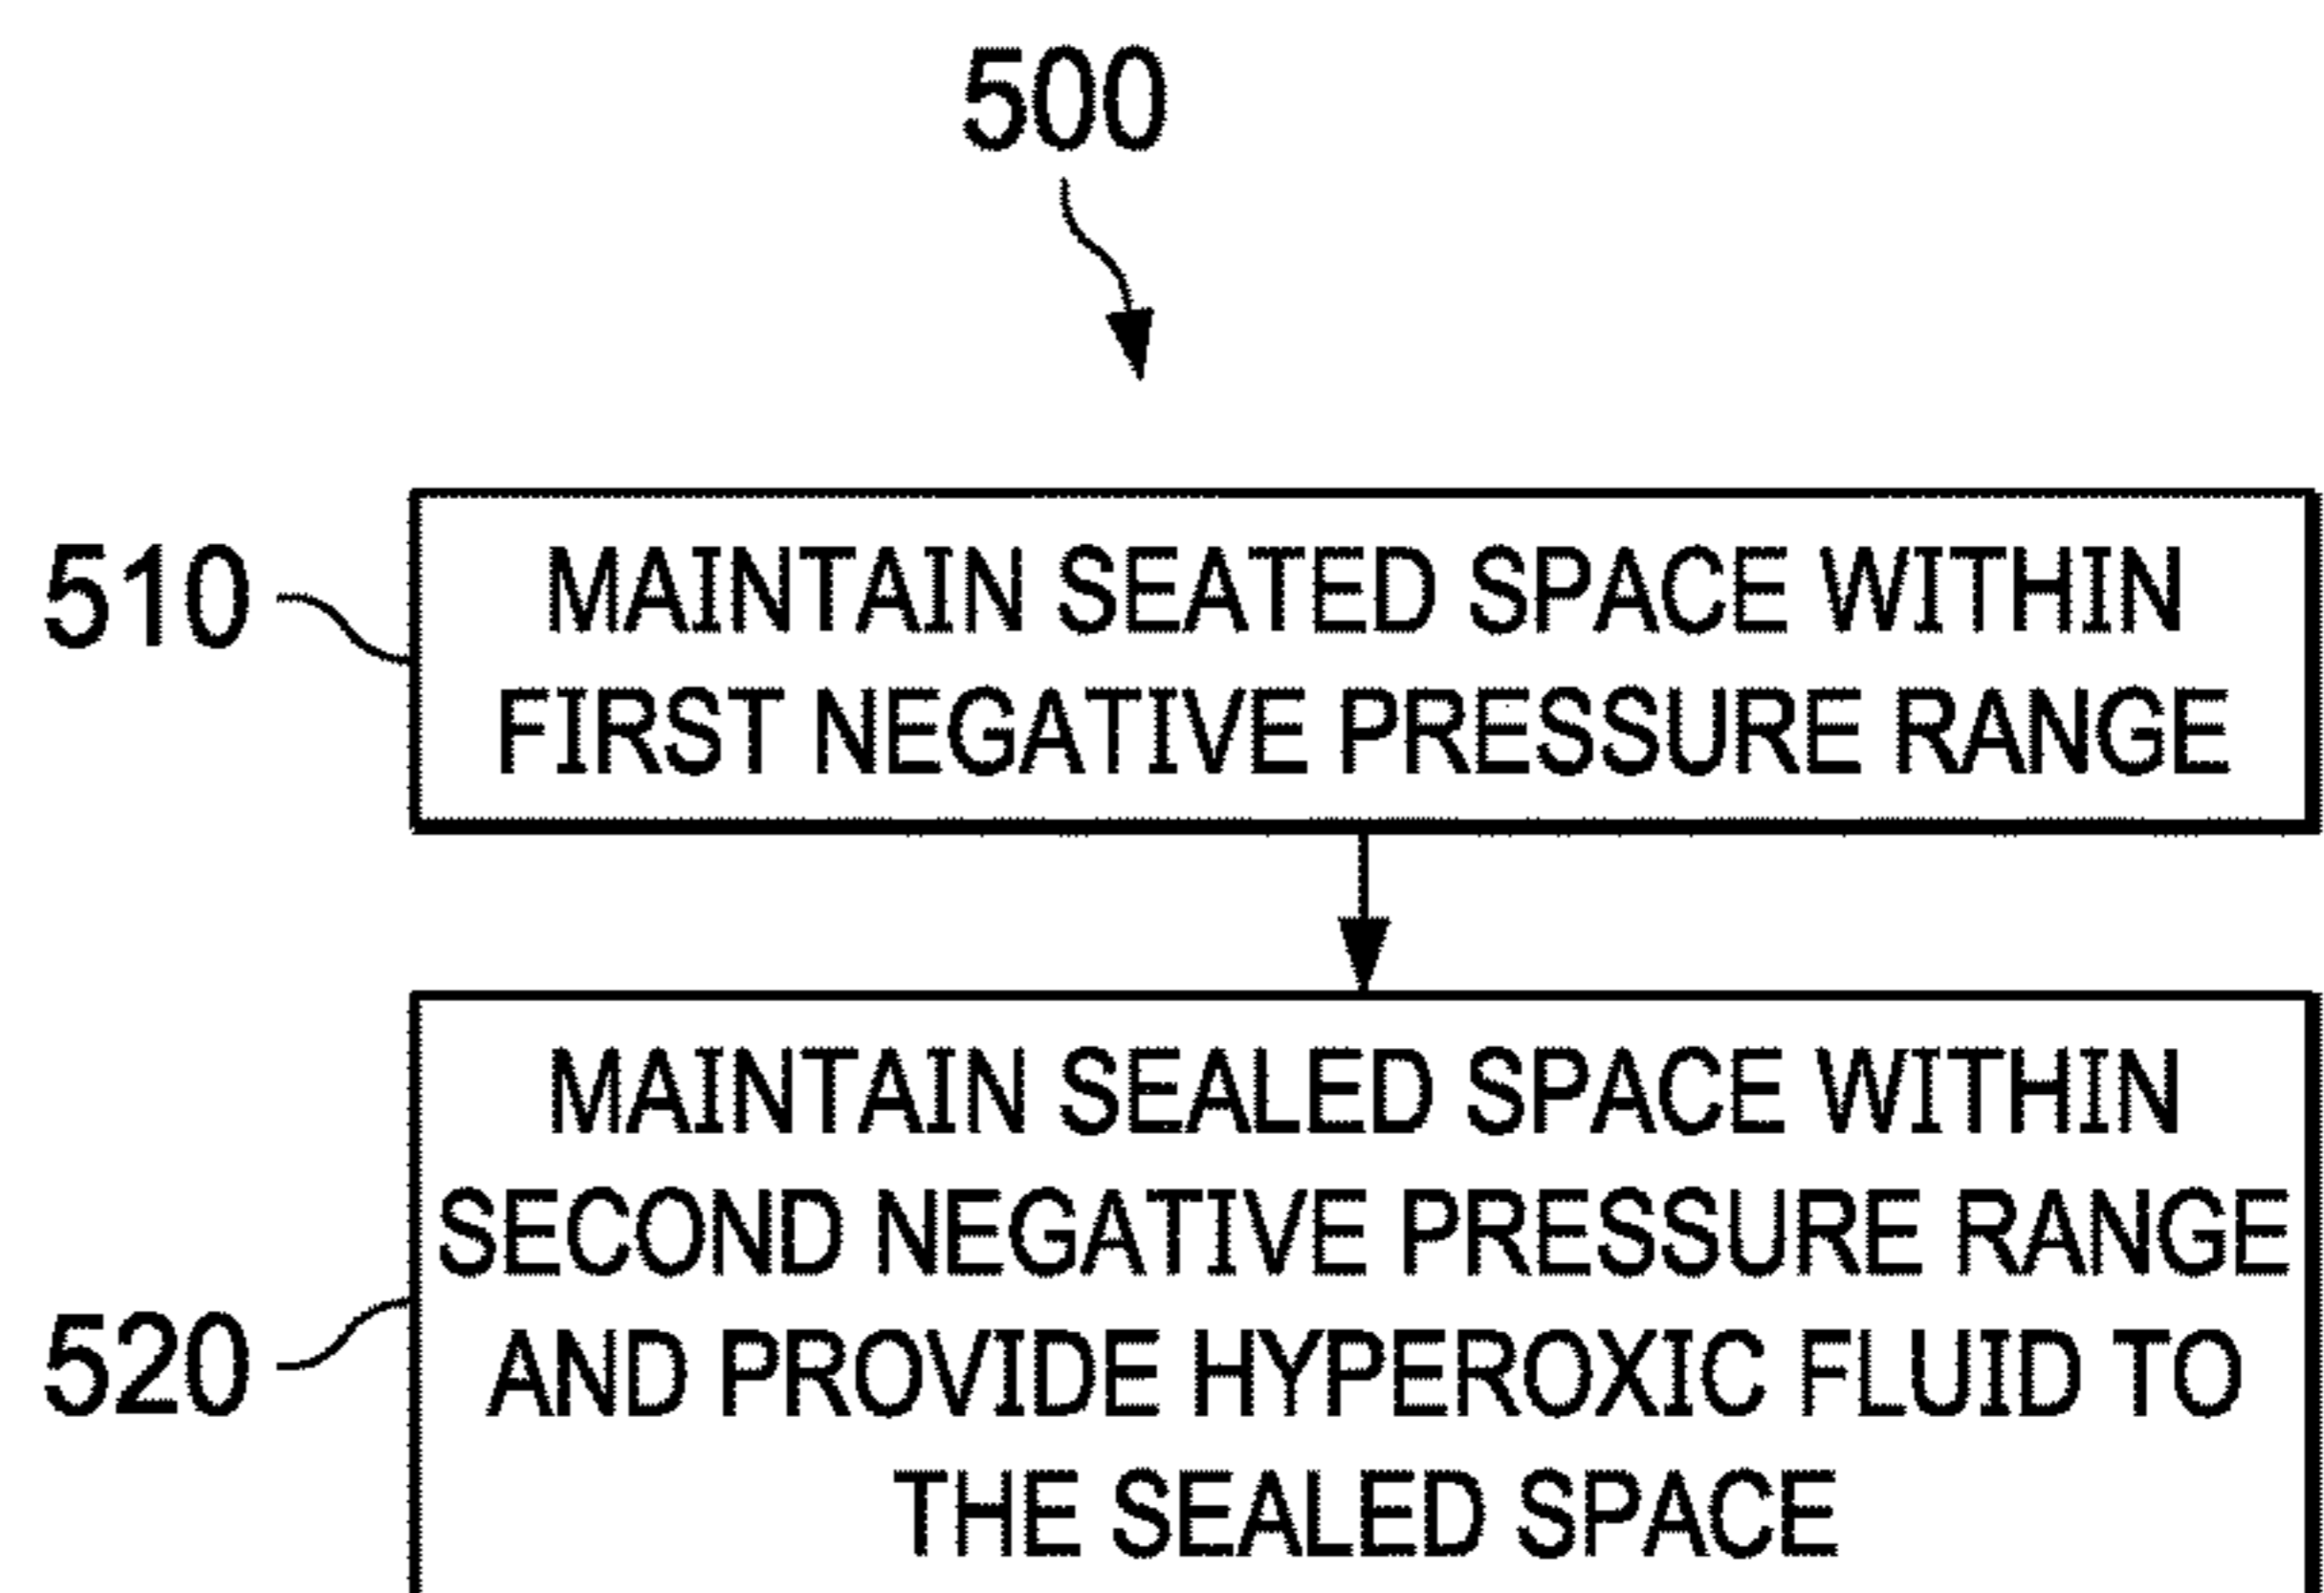 500
510
MAINTAIN SEATED SPACE WITHIN
FIRST NEGATIVE PRESSURE RANGE
520
MAINTAIN SEALED SPACE WITHIN
SECOND NEGATIVE PRESSURE RANGE
AND PROVIDE HYPEROXIC FLUID TO
THE SEALED SPACE